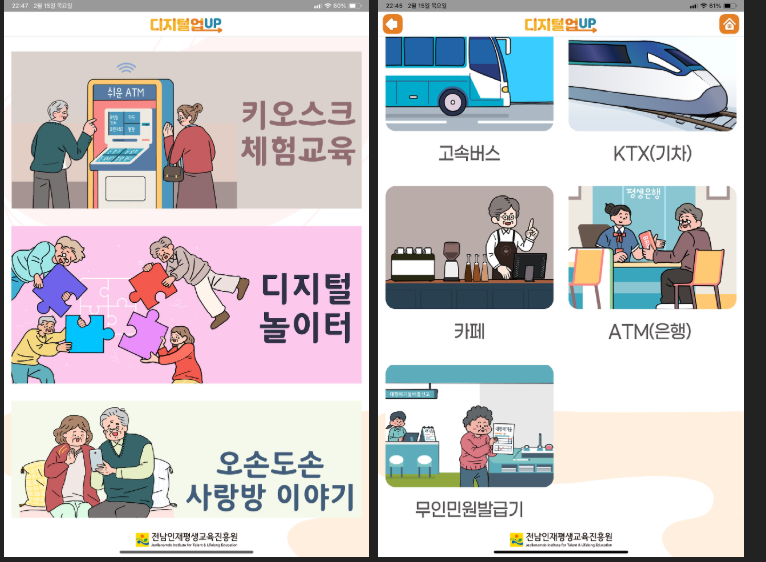 22:47 2월 15일 목요일
60%
디지털업UP
쉬운 ATM
키오스크
체험교육
디지털
놀이터
오손도손
사랑방 이야기
전남인재평생교육진흥원
Jeollanamdo Institute for Talent & Lifelong Education
22:45 2월 15일 목요일
61%
디지털업UP
고속버스
KTX(기차)
평생은행
카페
ATM(은행)
무인민원발급기
전남인재평생교육진흥원
Jeollanamdo Institute for Talent & Lifelong Education